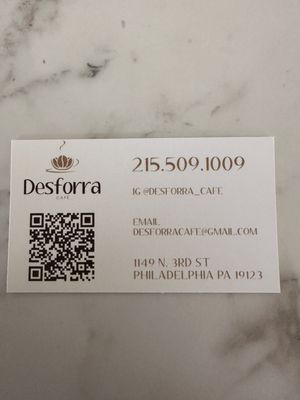 Desforra
CAFE
215.509.1009
IG @DESFORRA_CAFE
EMAIL
DESFORRACAFE@GMAIL.COM
1149 N. 3RD ST
PHILADELPHIA PA 19123